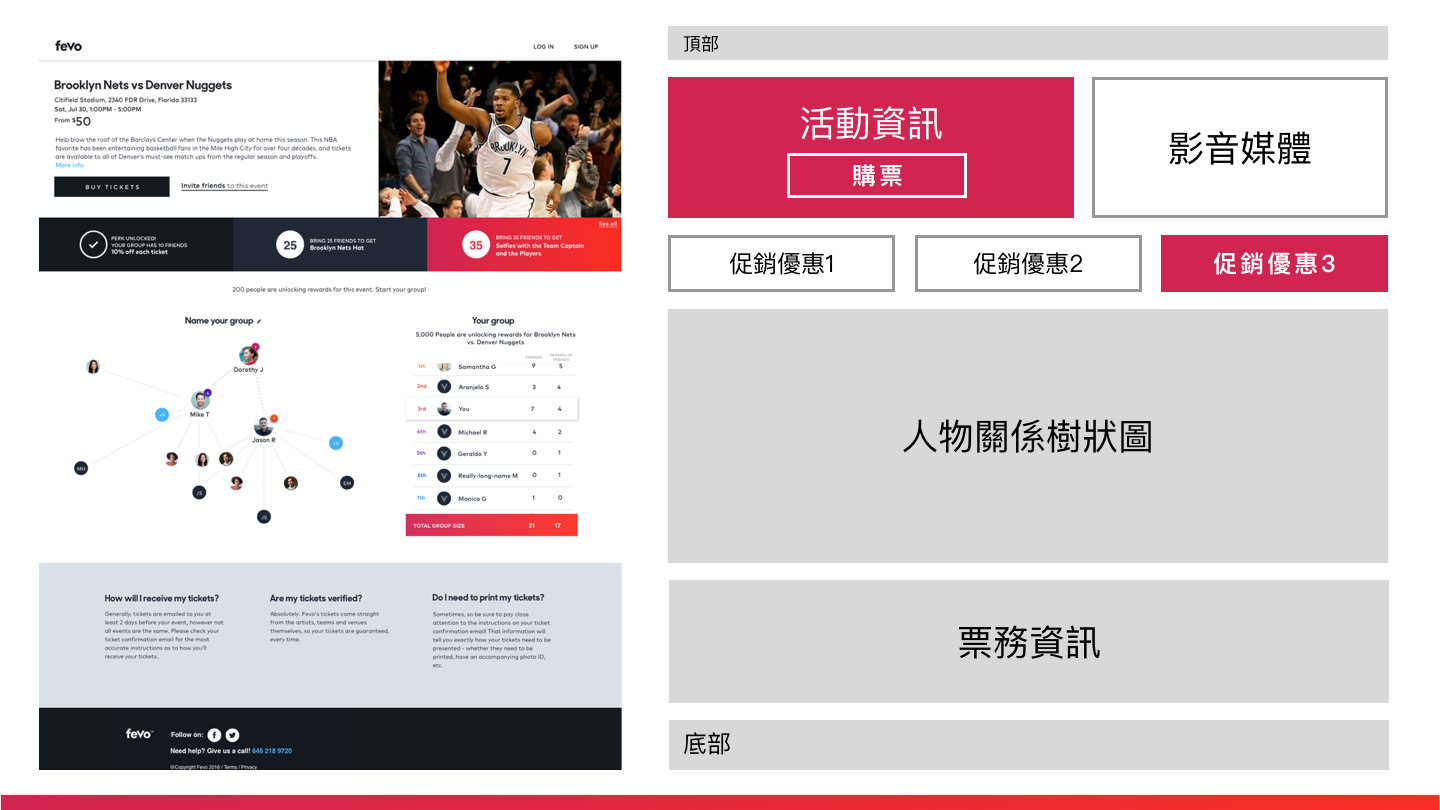 fevo
LOG IN
SIGN UP
Brooklyn Nets vs Denver Nuggets
Citifield Stadium, 2340 FDR Drive, Florida 33133
Sat, Jul 30, 1:00PM - 5:00PM
From $50
Help blow the roof of the Barclays Center when the Nuggets play at home this season. This NBA
favorite has been entertaining basketball fans in the Mile High City for over four decades, and tickets
are available to all of Denver's must-see match ups from the regular season and playoffs.
More info
BUY TICKETS
Invite friends to this event
BROOKLYN
7
PERK UNLOCKED!
YOUR GROUP HAS 10 FRIENDS
10% off each ticket
25
BRING 25 FRIENDS TO GET
Brooklyn Nets Hat
See all
35
BRING 35 FRIENDS TO GET
Selfies with the Team Captain
and the Players
200 people are unlocking rewards for this event. Start your group!
Name your group
Dorothy J
Mike T
Jason R
MH
JS
JS
EM
Your group
5,000 People are unlocking rewards for Brooklyn Nets
vs. Denver Nuggets
FRIENDS
FRIENDS OF
FRIENDS
1st Samantha G 9 5
2nd Aranjelo S 3 4
3rd You 7 4
4th Michael R 4 2
5th Geraldo Y 0 1
6th Really-long-name M 0 1
7th Monica G 1 0
TOTAL GROUP SIZE 21 17
How will I receive my tickets?
Generally, tickets are emailed to you at
least 2 days before your event, however not
all events are the same. Please check your
ticket confirmation email for the most
accurate instructions as to how you'll
receive your tickets.
Are my tickets verified?
Absolutely. Fevo's tickets come straight
from the artists, teams and venues
themselves, so your tickets are guaranteed,
every time.
Do I need to print my tickets?
Sometimes, so be sure to pay close
attention to the instructions on your ticket
confirmation email! That information will
tell you exactly how your tickets need to be
presented - whether they need to be
printed, have an accompanying photo ID,
etc.
fevo
Follow on:
Need help? Give us a call! 646 218 9720
©Copyright Fevo 2016 / Terms / Privacy
頂部
活動資訊
購票
影音媒體
促銷優惠1
促銷優惠2
促銷優惠3
人物關係樹狀圖
票務資訊
底部